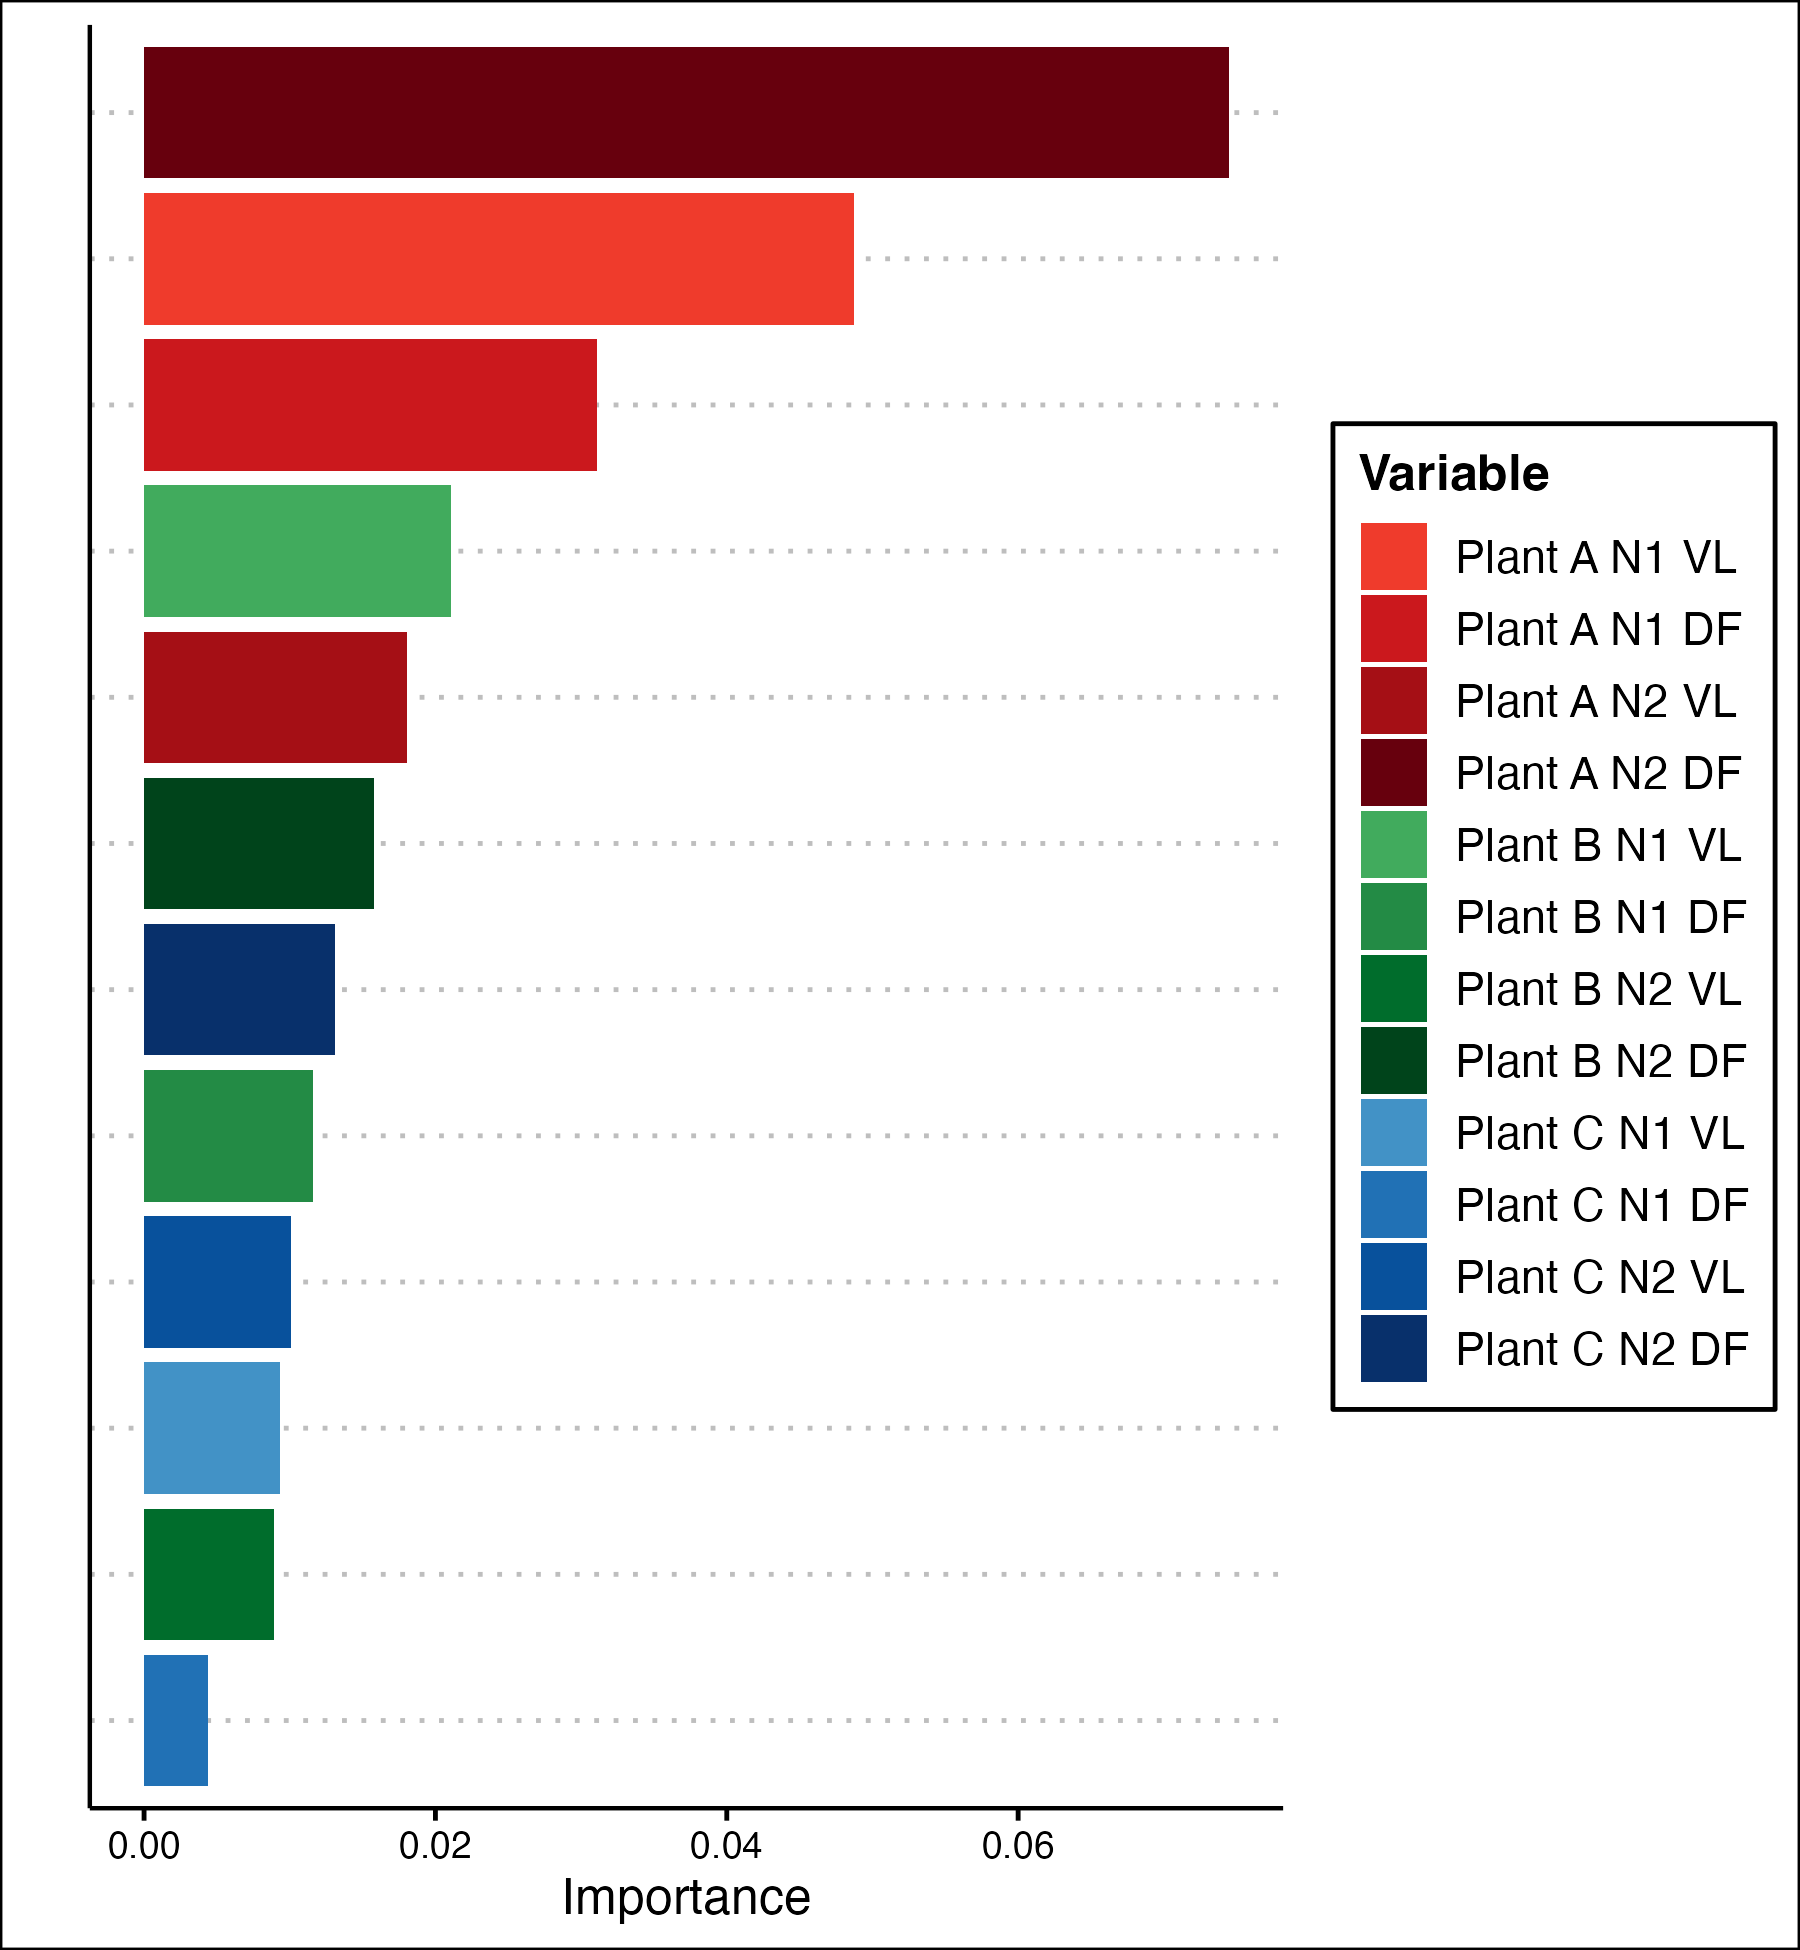 Variable
Plant A N1 VL
Plant A N1 DF
Plant A N2 VL
Plant A N2 DF
Plant B N1 VL
Plant B N1 DF
Plant B N2 VL
Plant B N2 DF
Plant C N1 VL
Plant C N1 DF
Plant C N2 VL
Plant C N2 DF
0.00 0.02 0.04 0.06
Importance